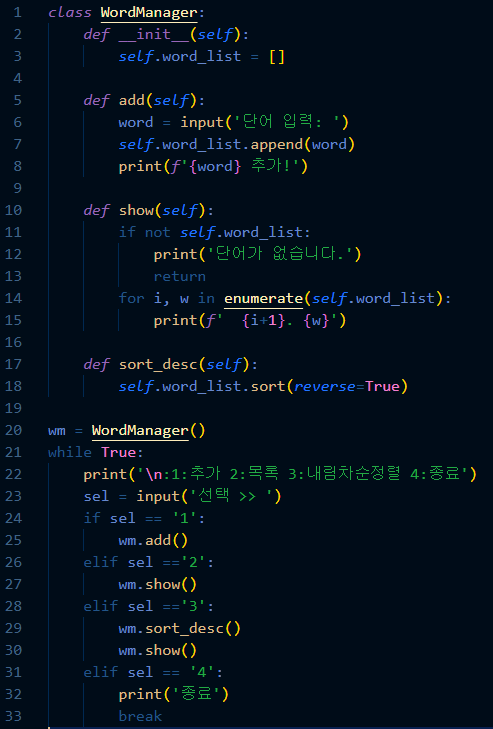 1 class WordManager:
2     def __init__(self):
3         self.word_list = []
4
5     def add(self):
6         word = input('단어 입력: ')
7         self.word_list.append(word)
8         print(f'{word} 추가!')
9
10     def show(self):
11         if not self.word_list:
12             print('단어가 없습니다.')
13             return
14         for i, w in enumerate(self.word_list):
15             print(f'  {i+1}. {w}')
16
17     def sort_desc(self):
18         self.word_list.sort(reverse=True)
19
20 wm = WordManager()
21 while True:
22     print('\n:1:추가 2:목록 3:내림차순정렬 4:종료')
23     sel = input('선택 >> ')
24     if sel == '1':
25         wm.add()
26     elif sel =='2':
27         wm.show()
28     elif sel =='3':
29         wm.sort_desc()
30         wm.show()
31     elif sel == '4':
32         print('종료')
33         break